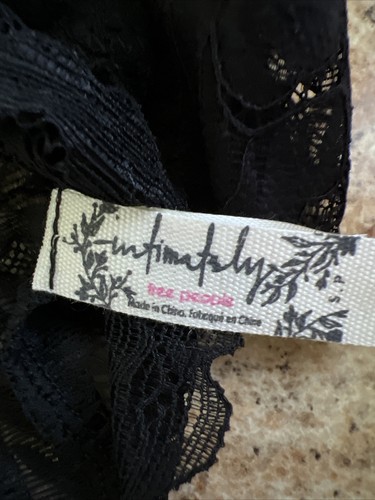 intimately
free people
Made in China. Fabriqué en Chine
S P